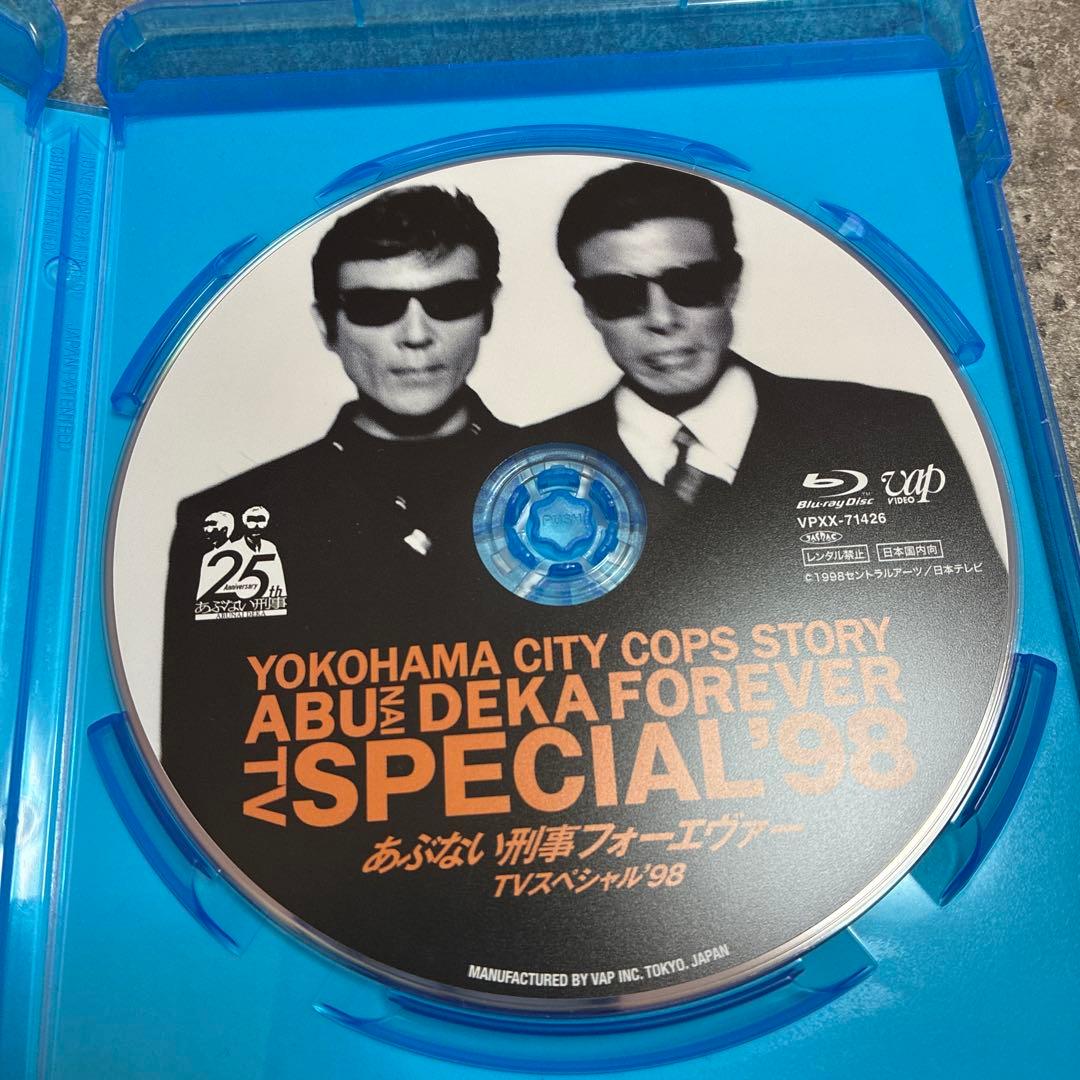 Blu-ray Disc™
vap
VIDEO
VPXX-71426
レンタル禁止 日本国内向
©1998セントラルアーツ/日本テレビ
PUSH
25th
Anniversary
あぶない刑事
ABUNAI DEKA
YOKOHAMA CITY COPS STORY
ABUNAI DEKA FOREVER
TV SPECIAL'98
あぶない刑事フォーエヴァー
TVスペシャル'98
MANUFACTURED BY VAP INC. TOKYO. JAPAN